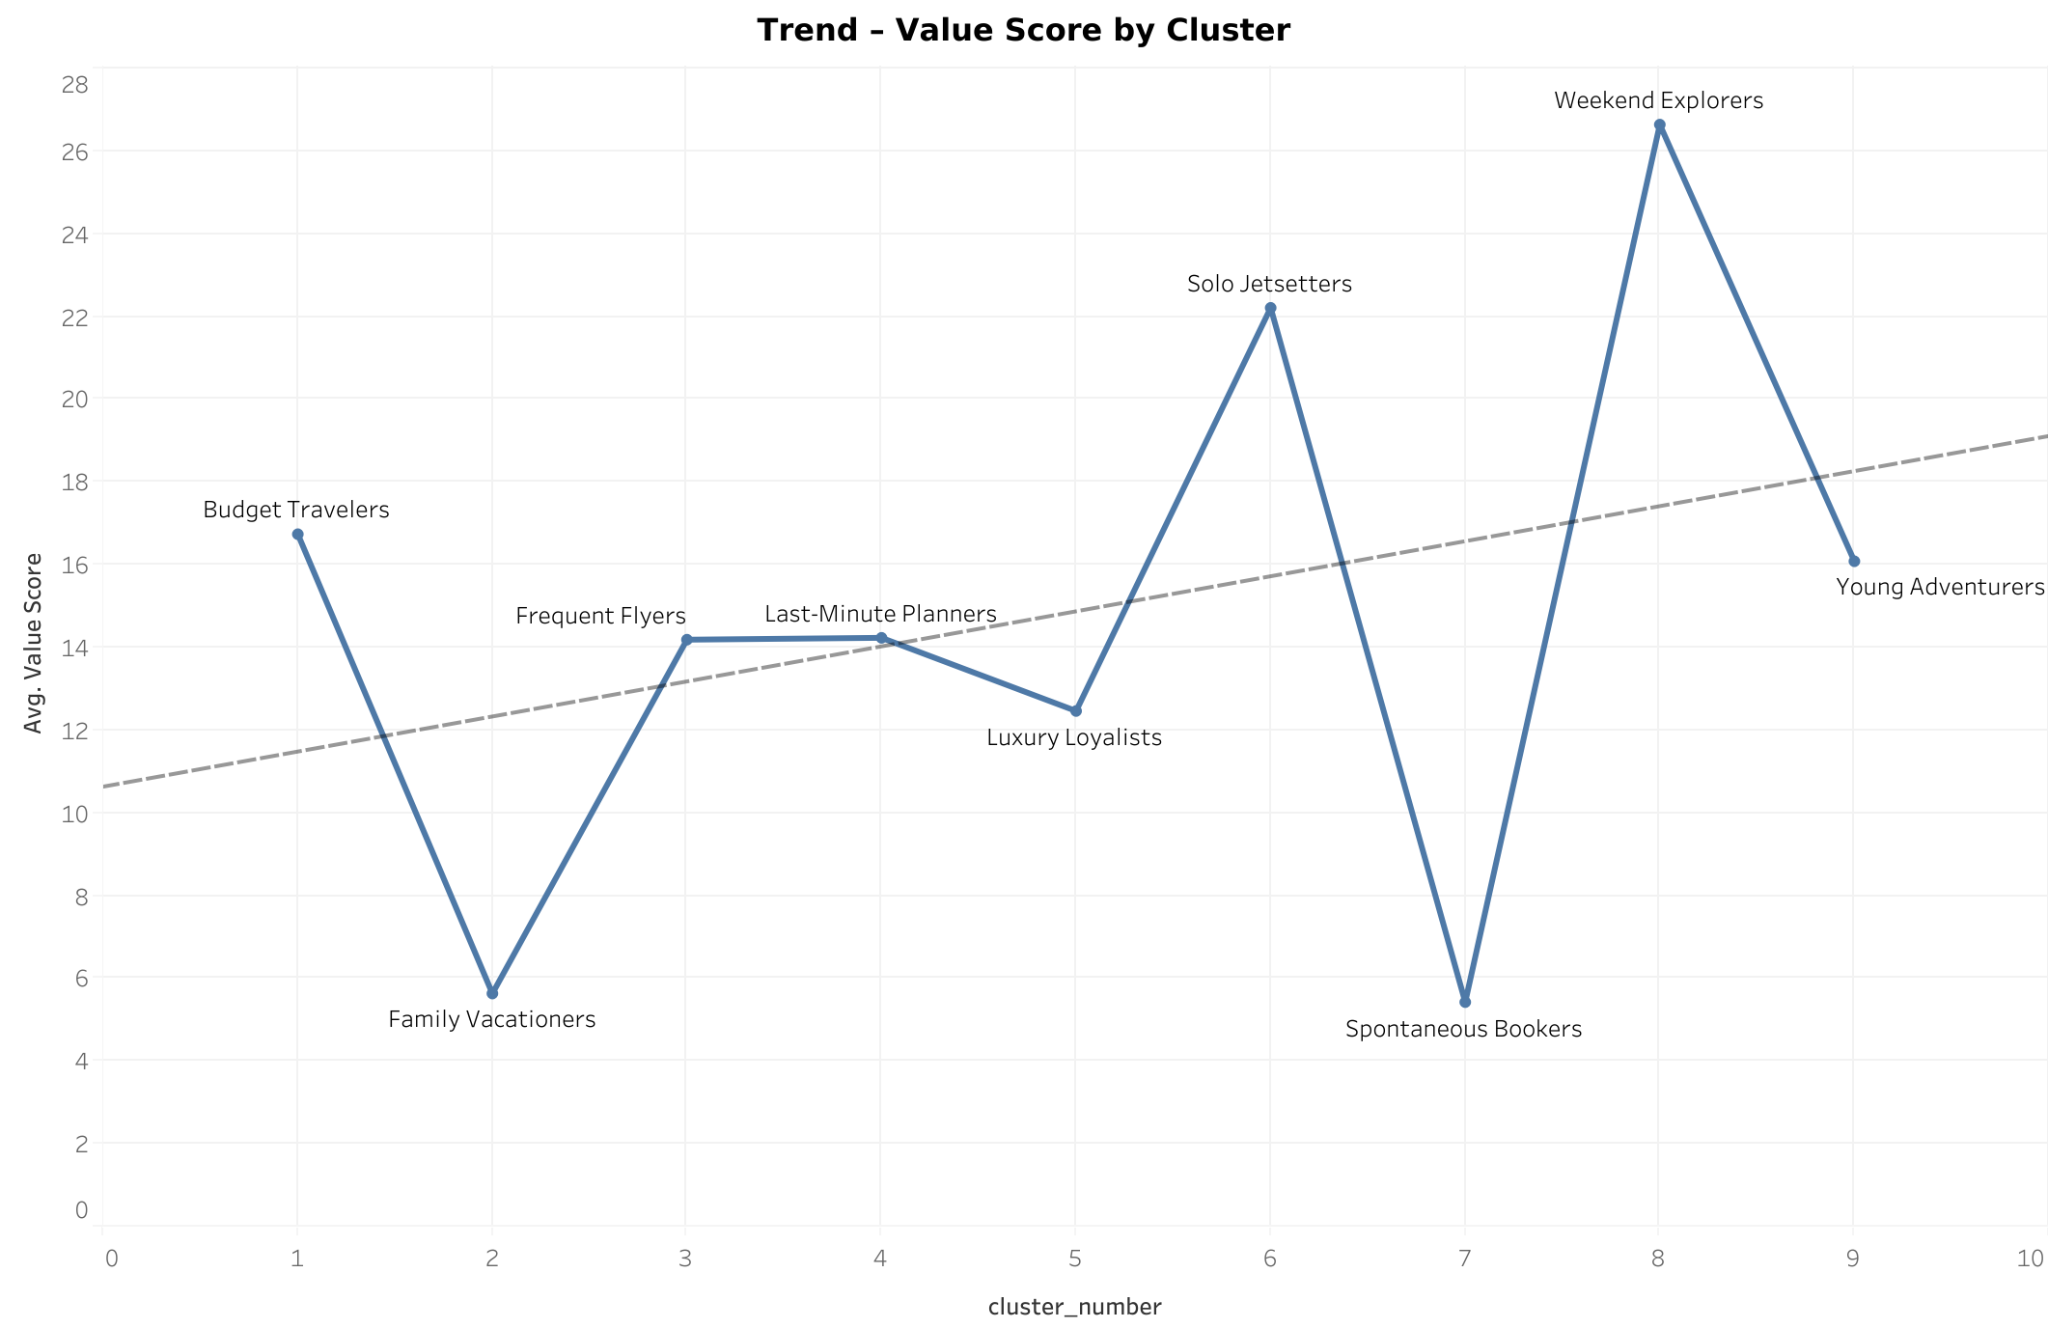 Trend – Value Score by Cluster
28
Weekend Explorers
26
24
Solo Jetsetters
22
20
18
Budget Travelers
16
Young Adventurers
Frequent Flyers
Last-Minute Planners
14
Luxury Loyalists
12
10
8
6
Family Vacationers
Spontaneous Bookers
4
2
0
Avg. Value Score
0 1 2 3 4 5 6 7 8 9 10
cluster_number